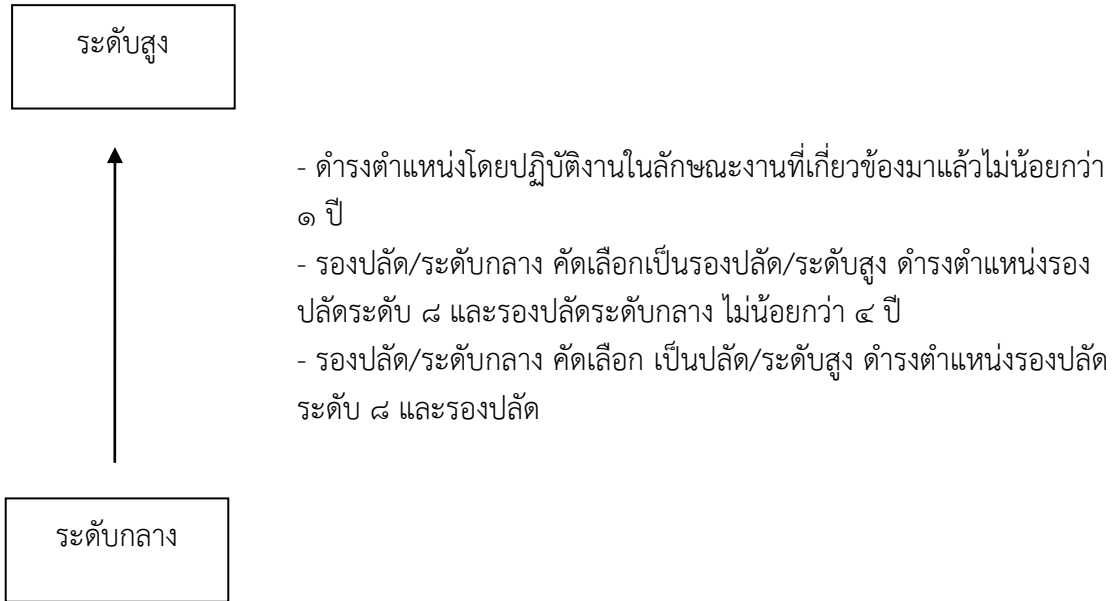 ระดับสูง
- ดำรงตำแหน่งโดยปฏิบัติงานในลักษณะงานที่เกี่ยวข้องมาแล้วไม่น้อยกว่า
๑ ปี
- รองปลัด/ระดับกลาง คัดเลือกเป็นรองปลัด/ระดับสูง ดำรงตำแหน่งรอง
ปลัดระดับ ๘ และรองปลัดระดับกลาง ไม่น้อยกว่า ๔ ปี
- รองปลัด/ระดับกลาง คัดเลือก เป็นปลัด/ระดับสูง ดำรงตำแหน่งรองปลัด
ระดับ ๘ และรองปลัด
ระดับกลาง